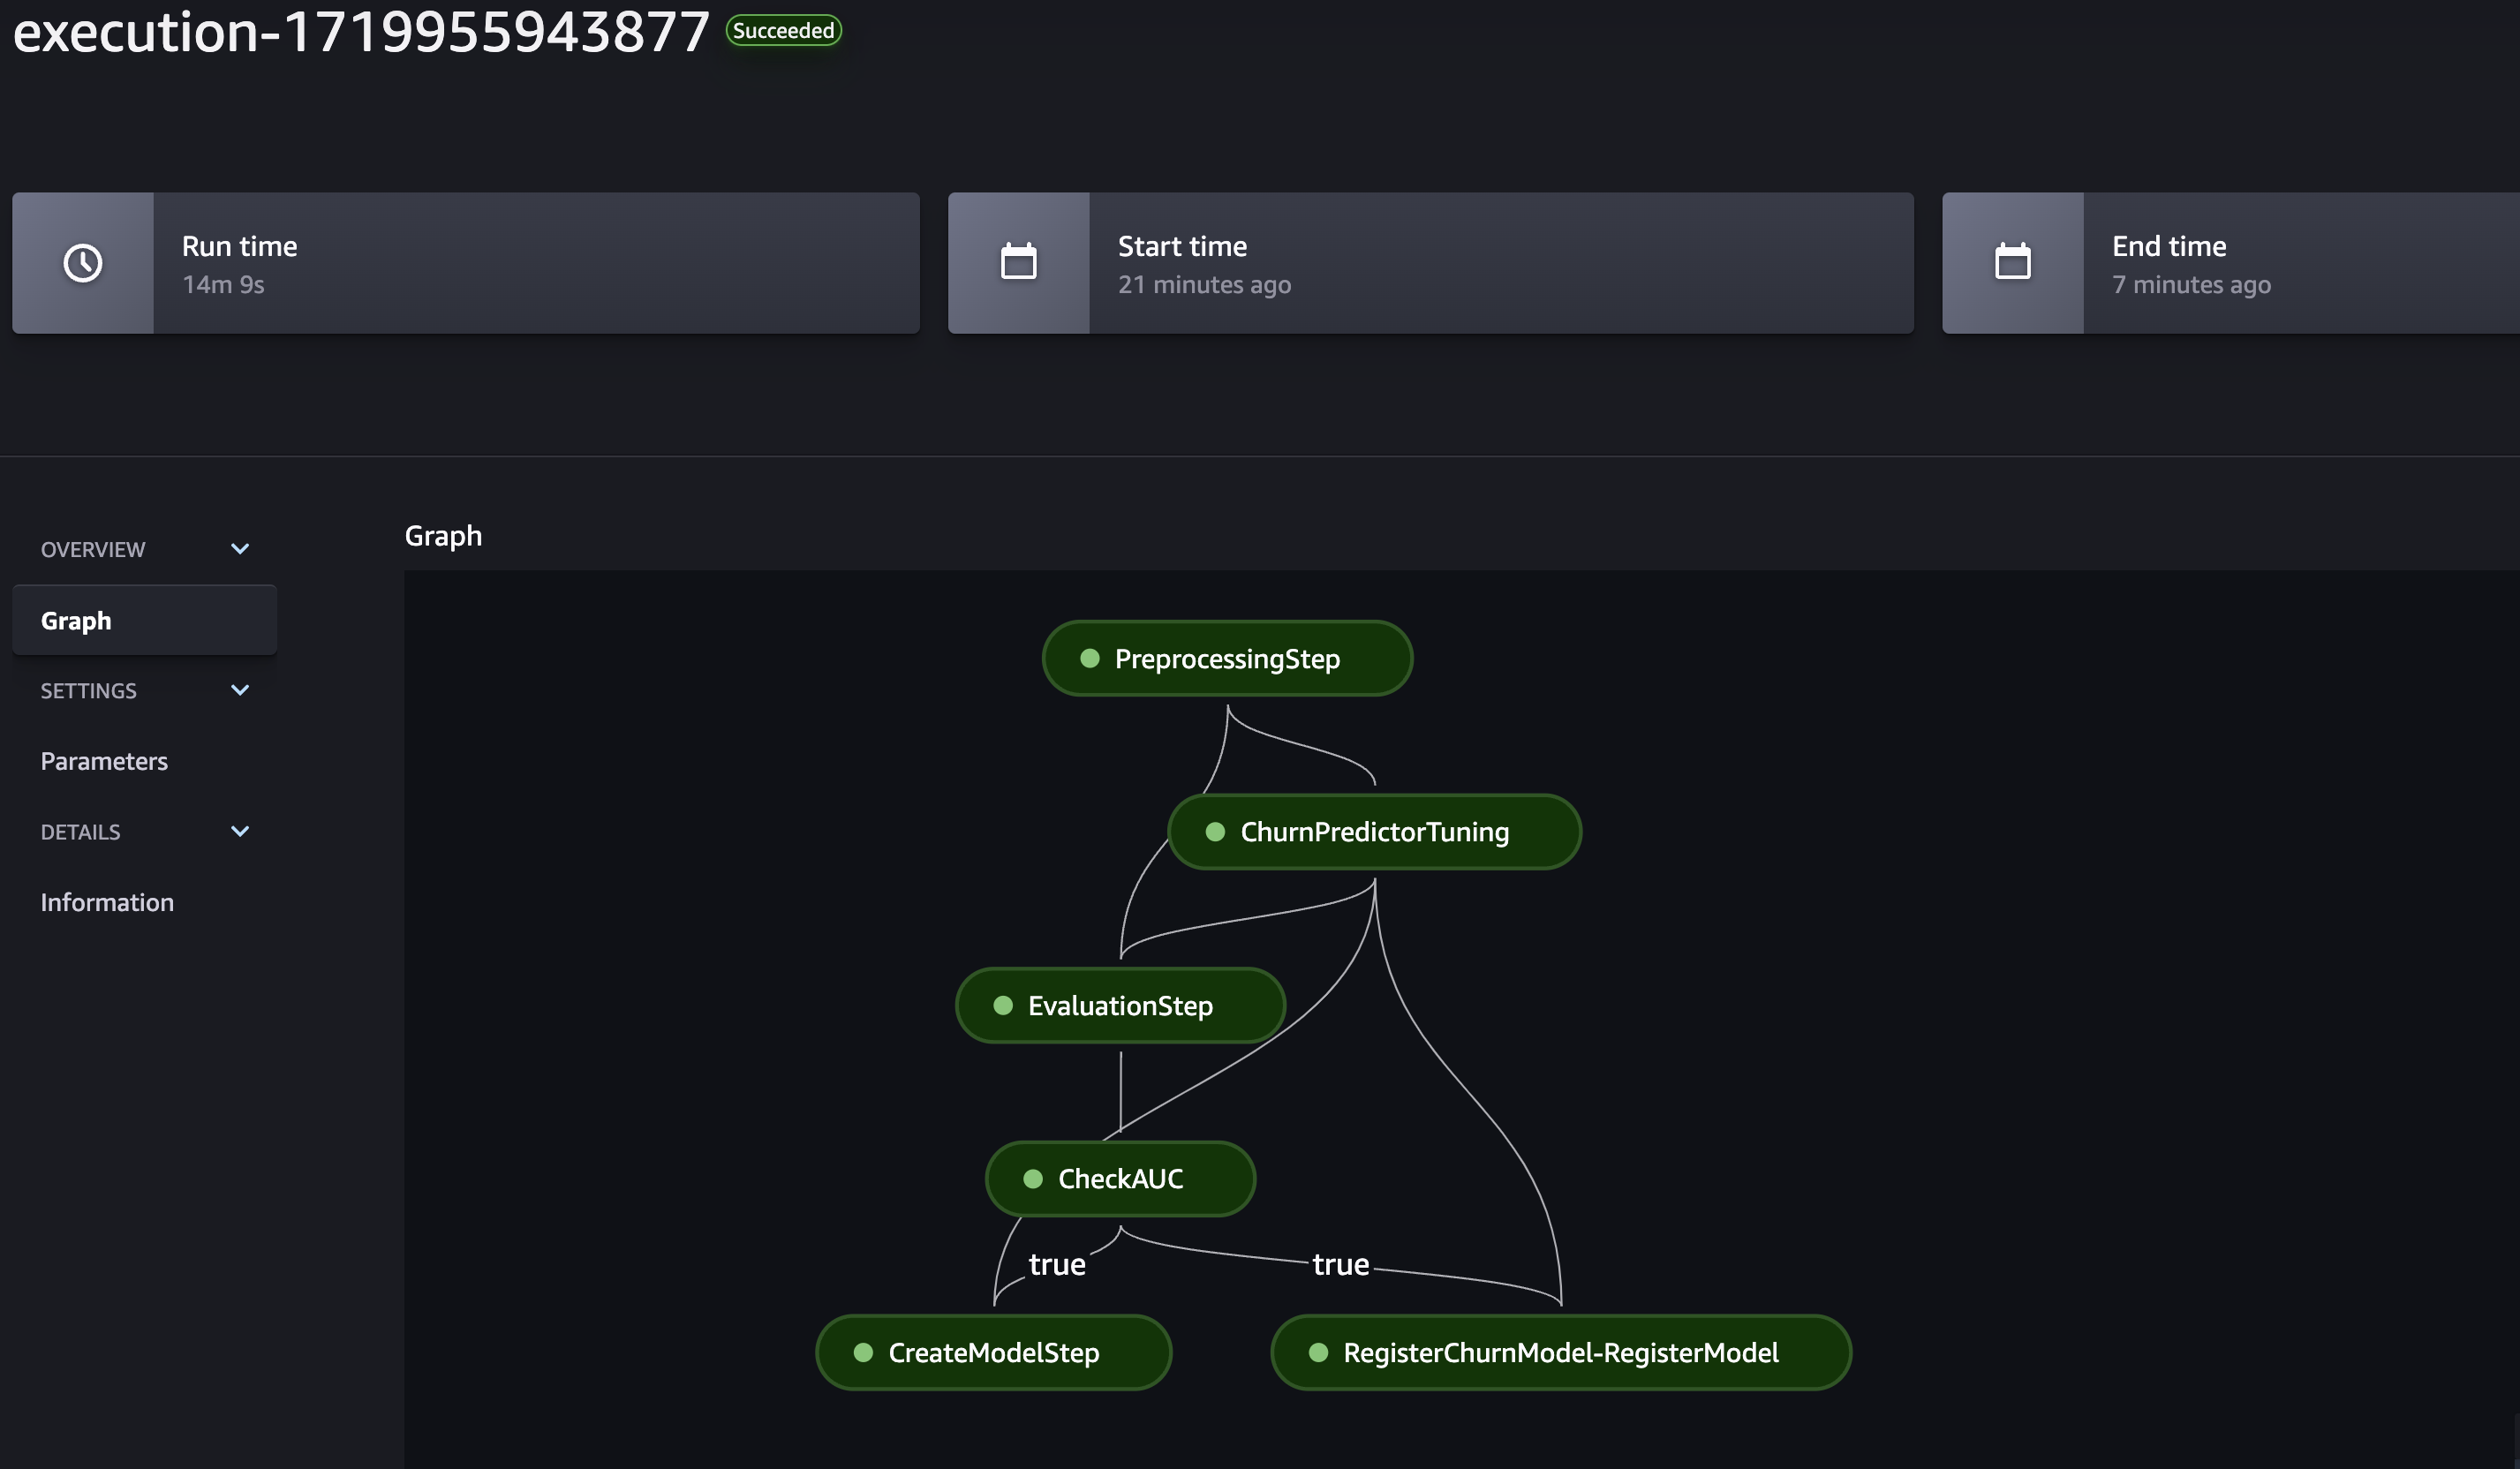 execution-1719955943877 Succeeded
Run time
14m 9s
Start time
21 minutes ago
End time
7 minutes ago
OVERVIEW
Graph
SETTINGS
Parameters
DETAILS
Information
Graph
PreprocessingStep
ChurnPredictorTuning
EvaluationStep
CheckAUC
true
true
CreateModelStep
RegisterChurnModel-RegisterModel